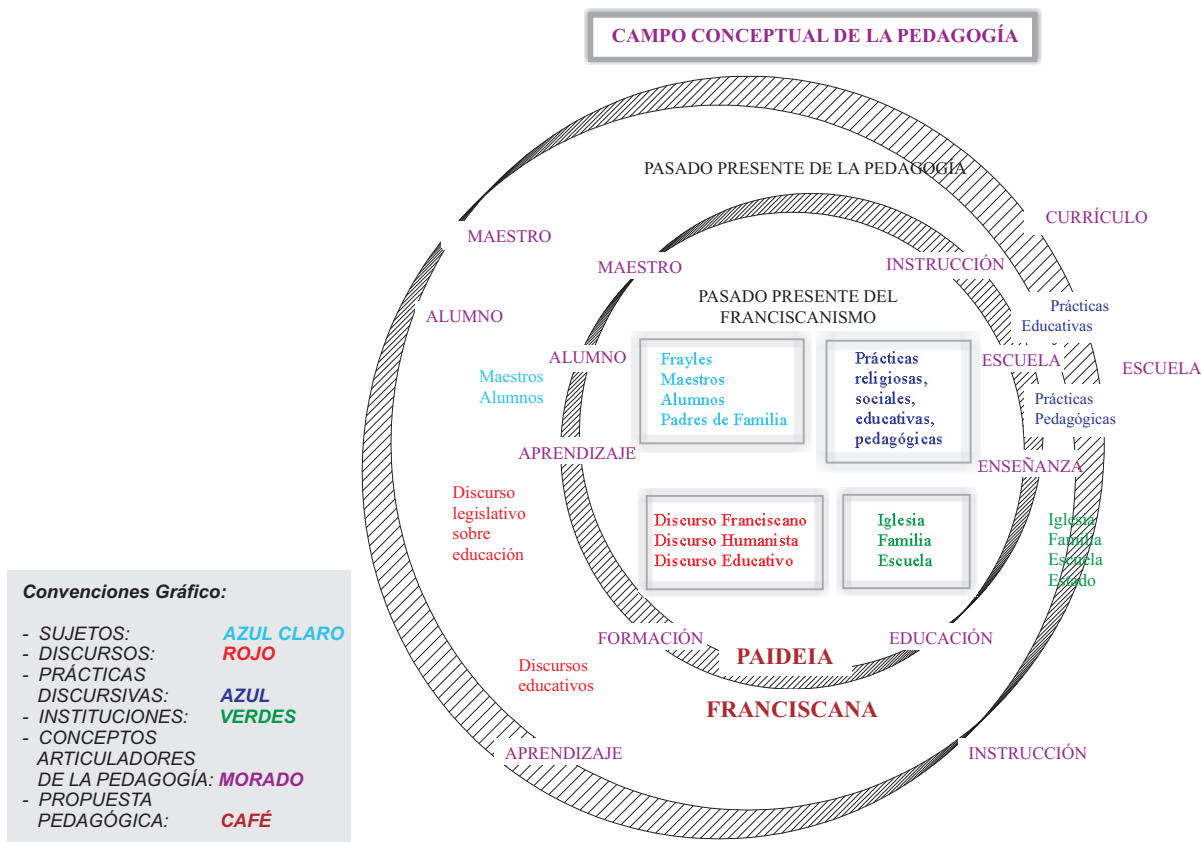 CAMPO CONCEPTUAL DE LA PEDAGOGÍA
PASADO PRESENTE DE LA PEDAGOGÍA
CURRÍCULO
MAESTRO
MAESTRO
INSTRUCCIÓN
PASADO PRESENTE DEL
FRANCISCANISMO
ALUMNO
Prácticas
Educativas
ALUMNO
ESCUELA
ESCUELA
Maestros
Alumnos
Frayles
Maestros
Alumnos
Padres de Familia
Prácticas
religiosas,
sociales,
educativas,
pedagógicas
Prácticas
Pedagógicas
APRENDIZAJE
ENSEÑANZA
Discurso
legislativo
sobre
educación
Discurso Franciscano
Discurso Humanista
Discurso Educativo
Iglesia
Familia
Escuela
Iglesia
Familia
Escuela
Estado
FORMACIÓN
EDUCACIÓN
PAIDEIA
FRANCISCANA
Discursos
educativos
APRENDIZAJE
INSTRUCCIÓN
Convenciones Gráfico:
- SUJETOS: AZUL CLARO
- DISCURSOS: ROJO
- PRÁCTICAS
DISCURSIVAS: AZUL
- INSTITUCIONES: VERDES
- CONCEPTOS
ARTICULADORES
DE LA PEDAGOGÍA: MORADO
- PROPUESTA
PEDAGÓGICA: CAFÉ